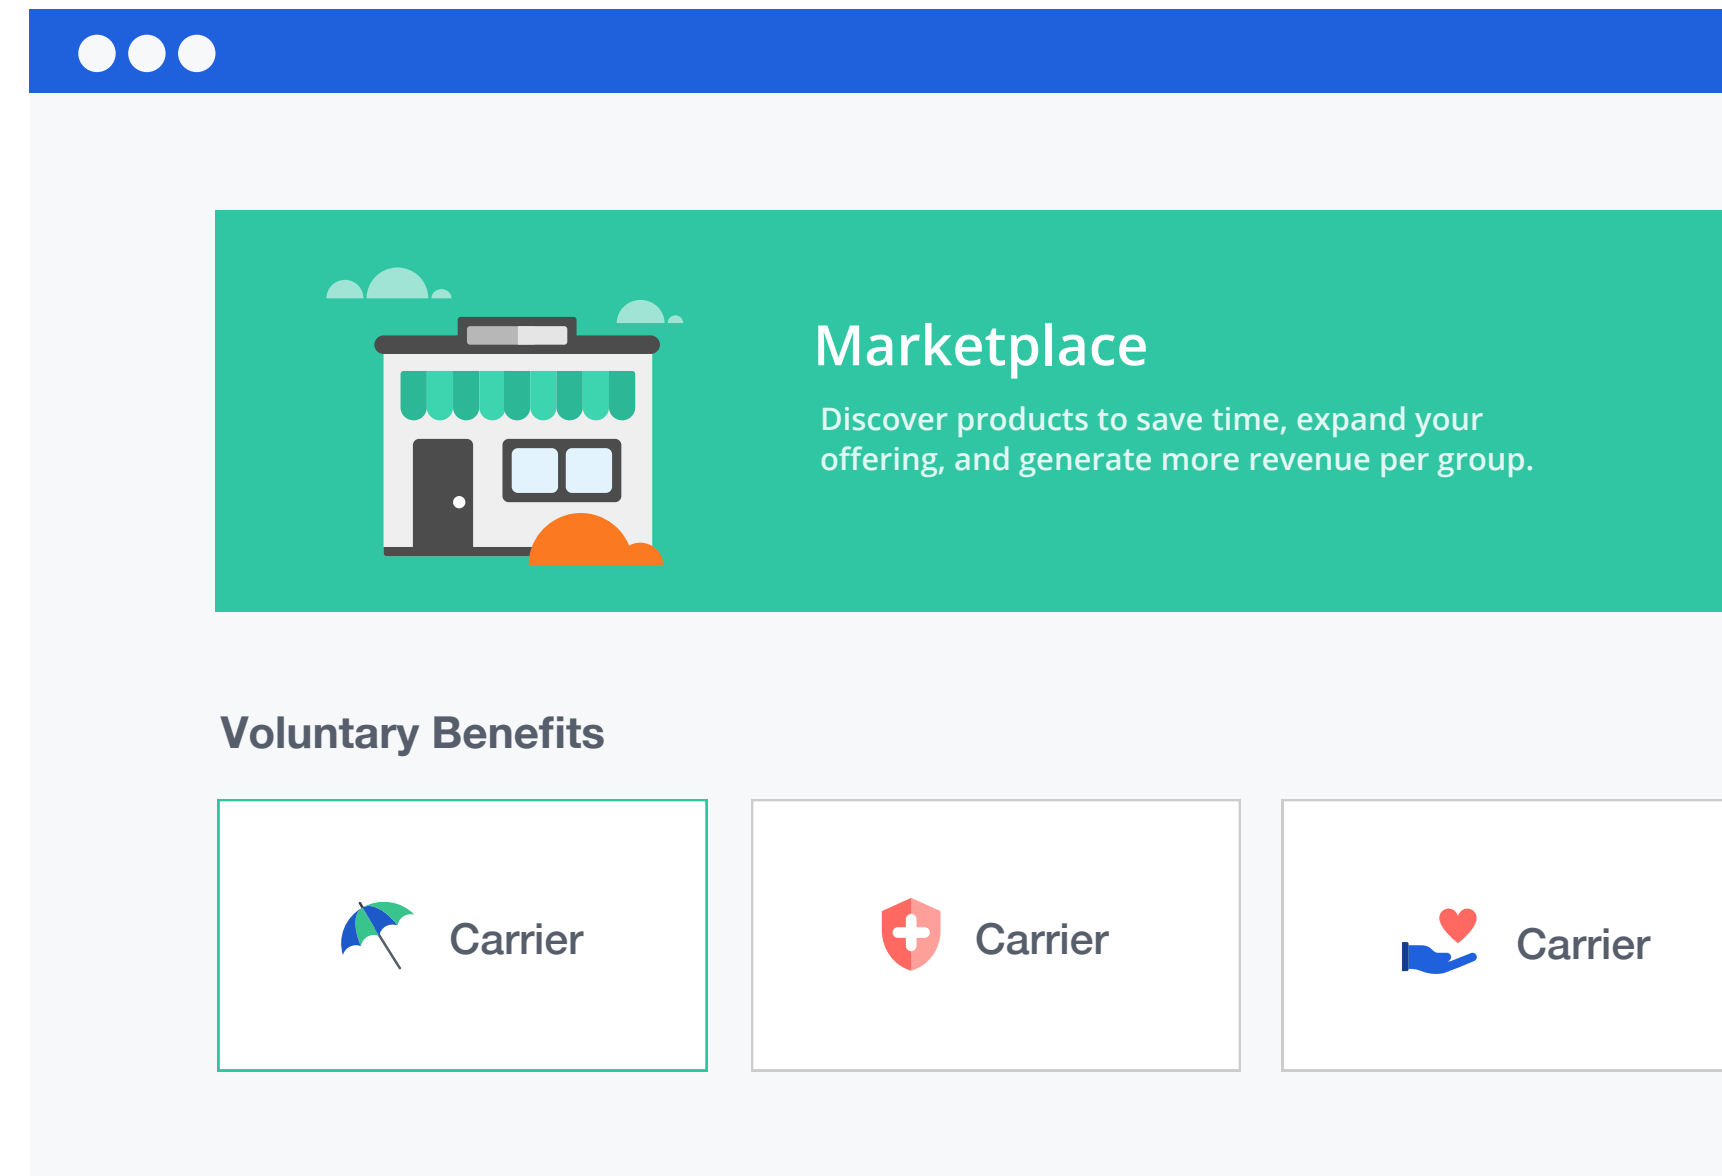 Marketplace
Discover products to save time, expand your
offering, and generate more revenue per group.
Voluntary Benefits
Carrier
Carrier
Carrier